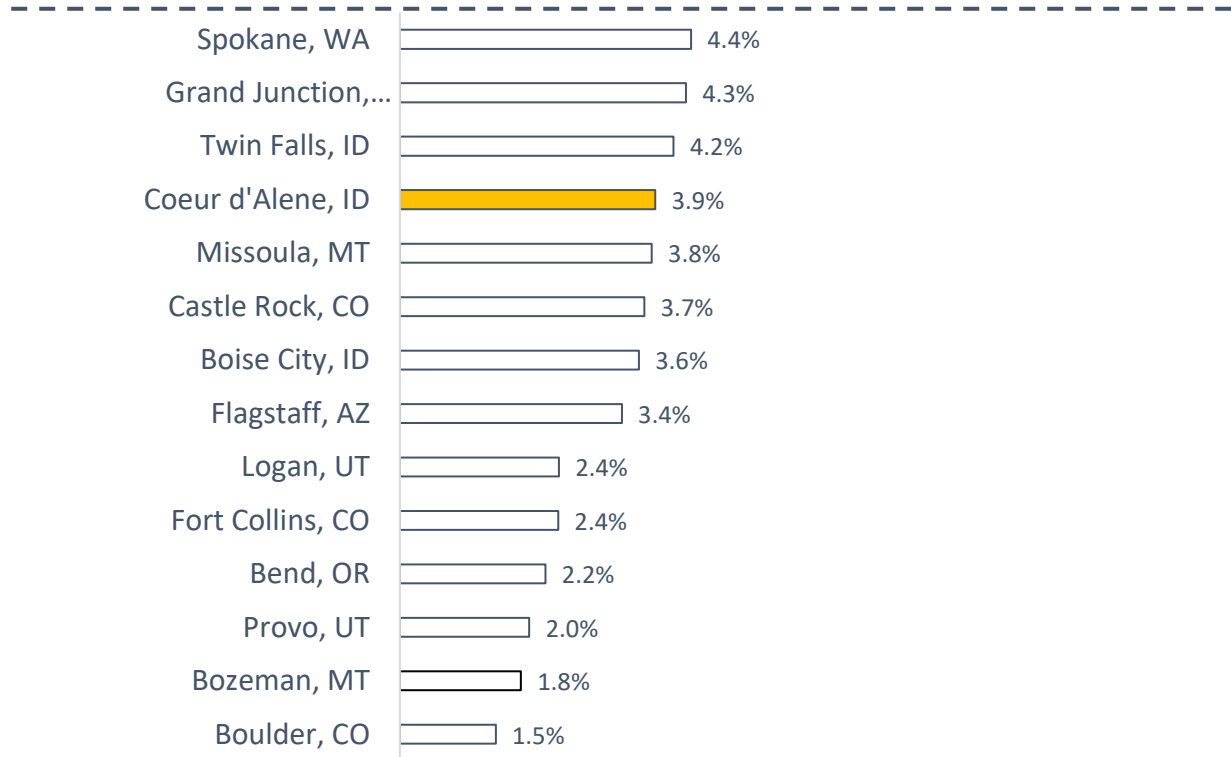 Spokane, WA 4.4%
Grand Junction,... 4.3%
Twin Falls, ID 4.2%
Coeur d'Alene, ID 3.9%
Missoula, MT 3.8%
Castle Rock, CO 3.7%
Boise City, ID 3.6%
Flagstaff, AZ 3.4%
Logan, UT 2.4%
Fort Collins, CO 2.4%
Bend, OR 2.2%
Provo, UT 2.0%
Bozeman, MT 1.8%
Boulder, CO 1.5%